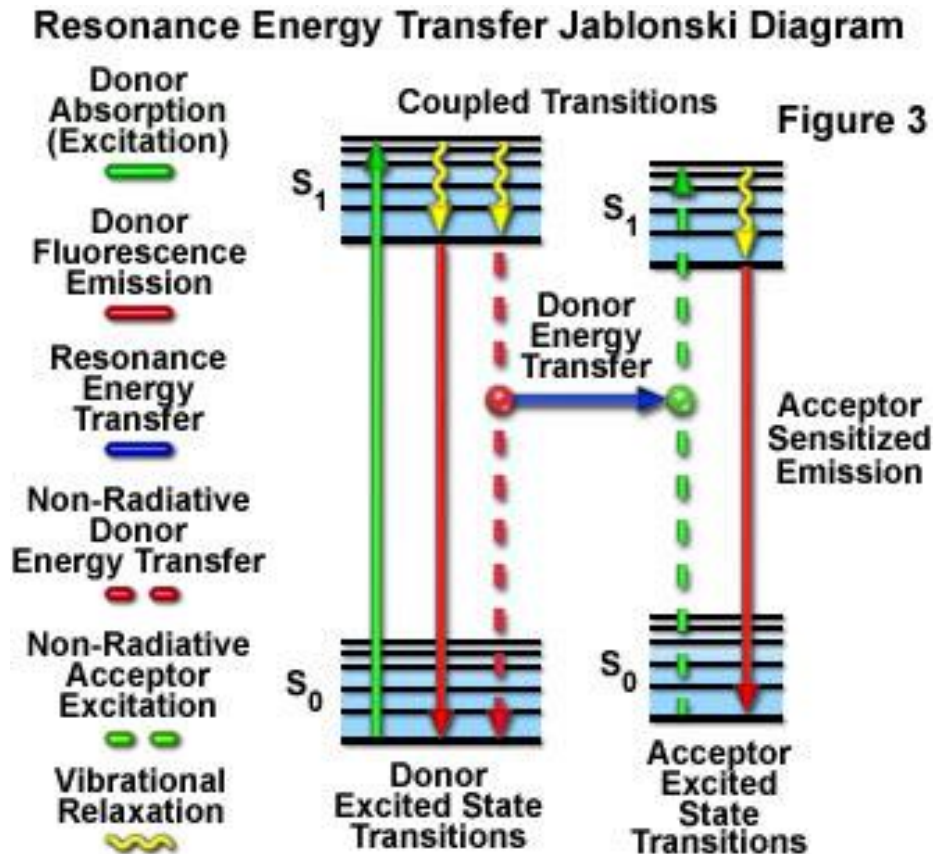 Resonance Energy Transfer Jablonski Diagram
Donor
Absorption
(Excitation)
Donor
Fluorescence
Emission
Resonance
Energy
Transfer
Non-Radiative
Donor
Energy Transfer
Non-Radiative
Acceptor
Excitation
Vibrational
Relaxation
Coupled Transitions
Figure 3
S1
S1
Donor
Energy
Transfer
Acceptor
Sensitized
Emission
S0
S0
Donor
Excited State
Transitions
Acceptor
Excited
State
Transitions